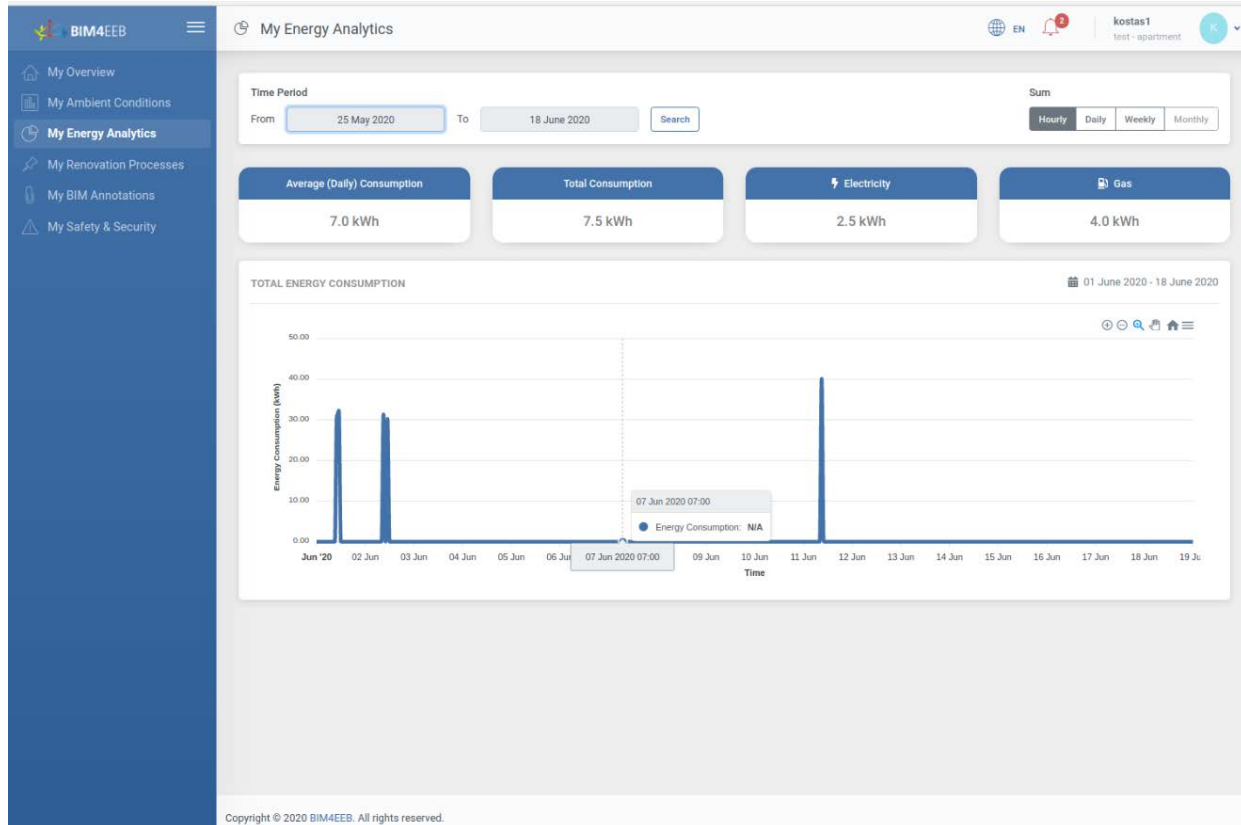 BIM4EEB
My Energy Analytics
EN
2
kostas1
test - apartment
K
My Overview
My Ambient Conditions
My Energy Analytics
My Renovation Processes
My BIM Annotations
My Safety & Security
Time Period
From
25 May 2020
To
18 June 2020
Search
Sum
Hourly
Daily
Weekly
Monthly
Average (Daily) Consumption
7.0 kWh
Total Consumption
7.5 kWh
Electricity
2.5 kWh
Gas
4.0 kWh
TOTAL ENERGY CONSUMPTION
01 June 2020 - 18 June 2020
Energy Consumption (kWh)
50.00
40.00
30.00
20.00
10.00
0.00
07 Jun 2020 07:00
Energy Consumption: N/A
Jun '20 02 Jun 03 Jun 04 Jun 05 Jun 06 Ju 07 Jun 2020 07:00 09 Jun 10 Jun 11 Jun 12 Jun 13 Jun 14 Jun 15 Jun 16 Jun 17 Jun 18 Jun 19 Ju
Time
Copyright © 2020 BIM4EEB. All rights reserved.